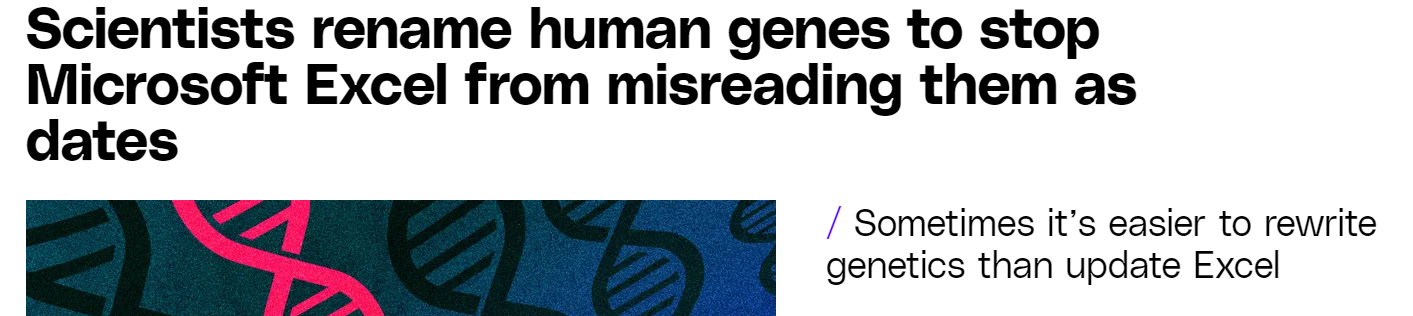 Scientists rename human genes to stop
Microsoft Excel from misreading them as
dates
/ Sometimes it’s easier to rewrite
genetics than update Excel